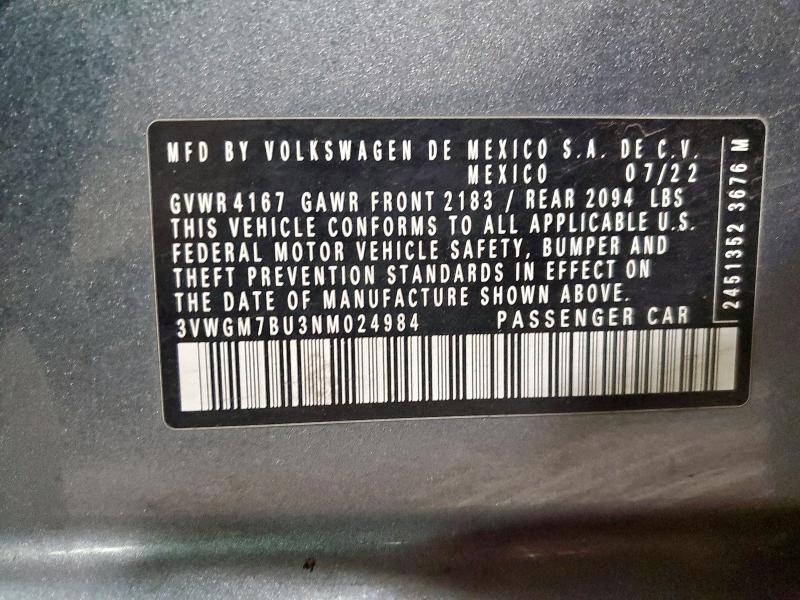 MFD BY VOLKSWAGEN DE MEXICO S.A. DE C.V.
MEXICO 07/22
GVWR 4167 GAWR FRONT 2183 / REAR 2094 LBS
THIS VEHICLE CONFORMS TO ALL APPLICABLE U.S.
FEDERAL MOTOR VEHICLE SAFETY, BUMPER AND
THEFT PREVENTION STANDARDS IN EFFECT ON
THE DATE OF MANUFACTURE SHOWN ABOVE.
3VWGM7BU3NM024984 PASSENGER CAR
2451352 3676 M